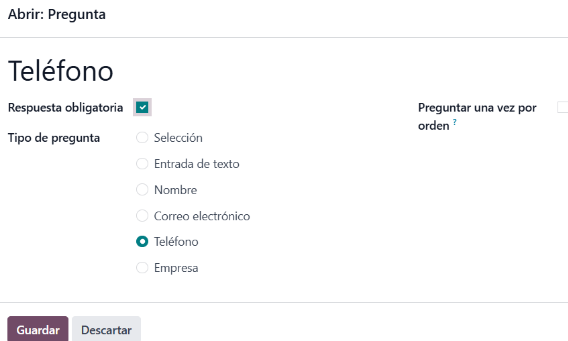 Abrir: Pregunta
Teléfono
Respuesta obligatoria
Preguntar una vez por
orden ?
Tipo de pregunta
Selección
Entrada de texto
Nombre
Correo electrónico
Teléfono
Empresa
Guardar
Descartar